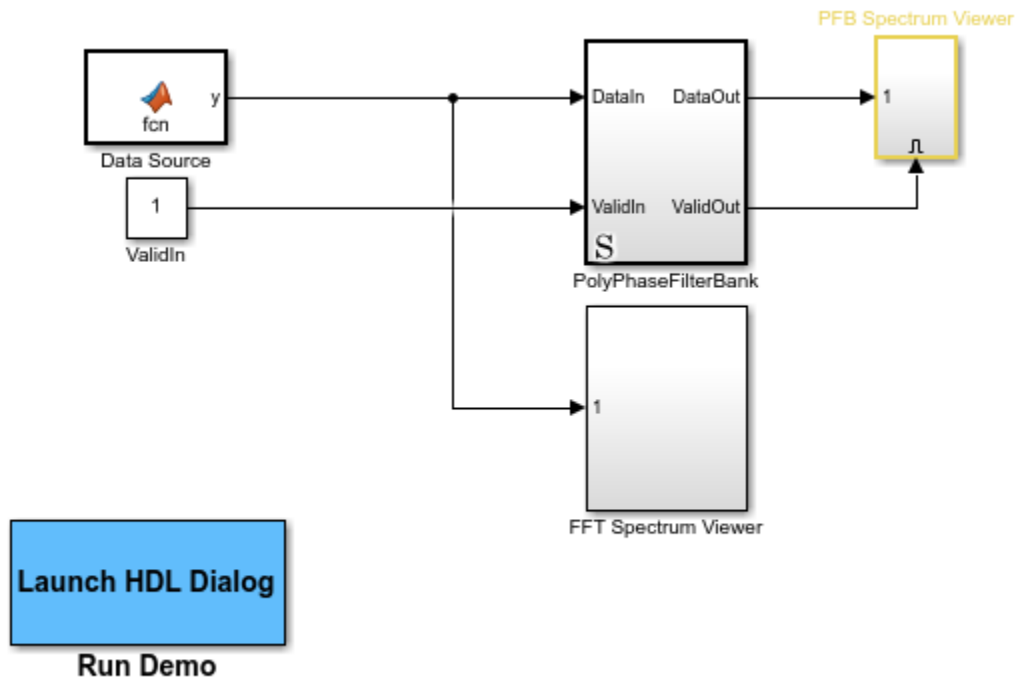 PFB Spectrum Viewer
y
fcn
Data Source
DataIn
DataOut
1
1
ValidIn
ValidIn
ValidOut
S
PolyPhaseFilterBank
1
FFT Spectrum Viewer
Launch HDL Dialog
Run Demo